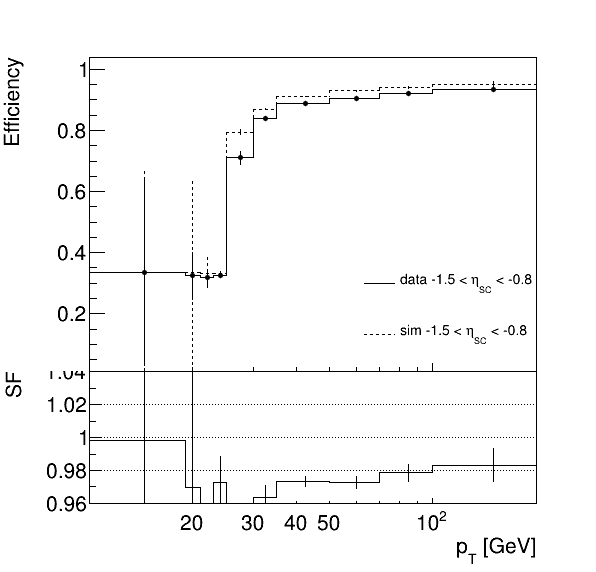 Efficiency
1
0.8
0.6
0.4
0.2
data -1.5 < η_SC < -0.8
sim -1.5 < η_SC < -0.8
SF
1.04
1.02
1
0.98
0.96
20 30 40 50 10²
p_T [GeV]